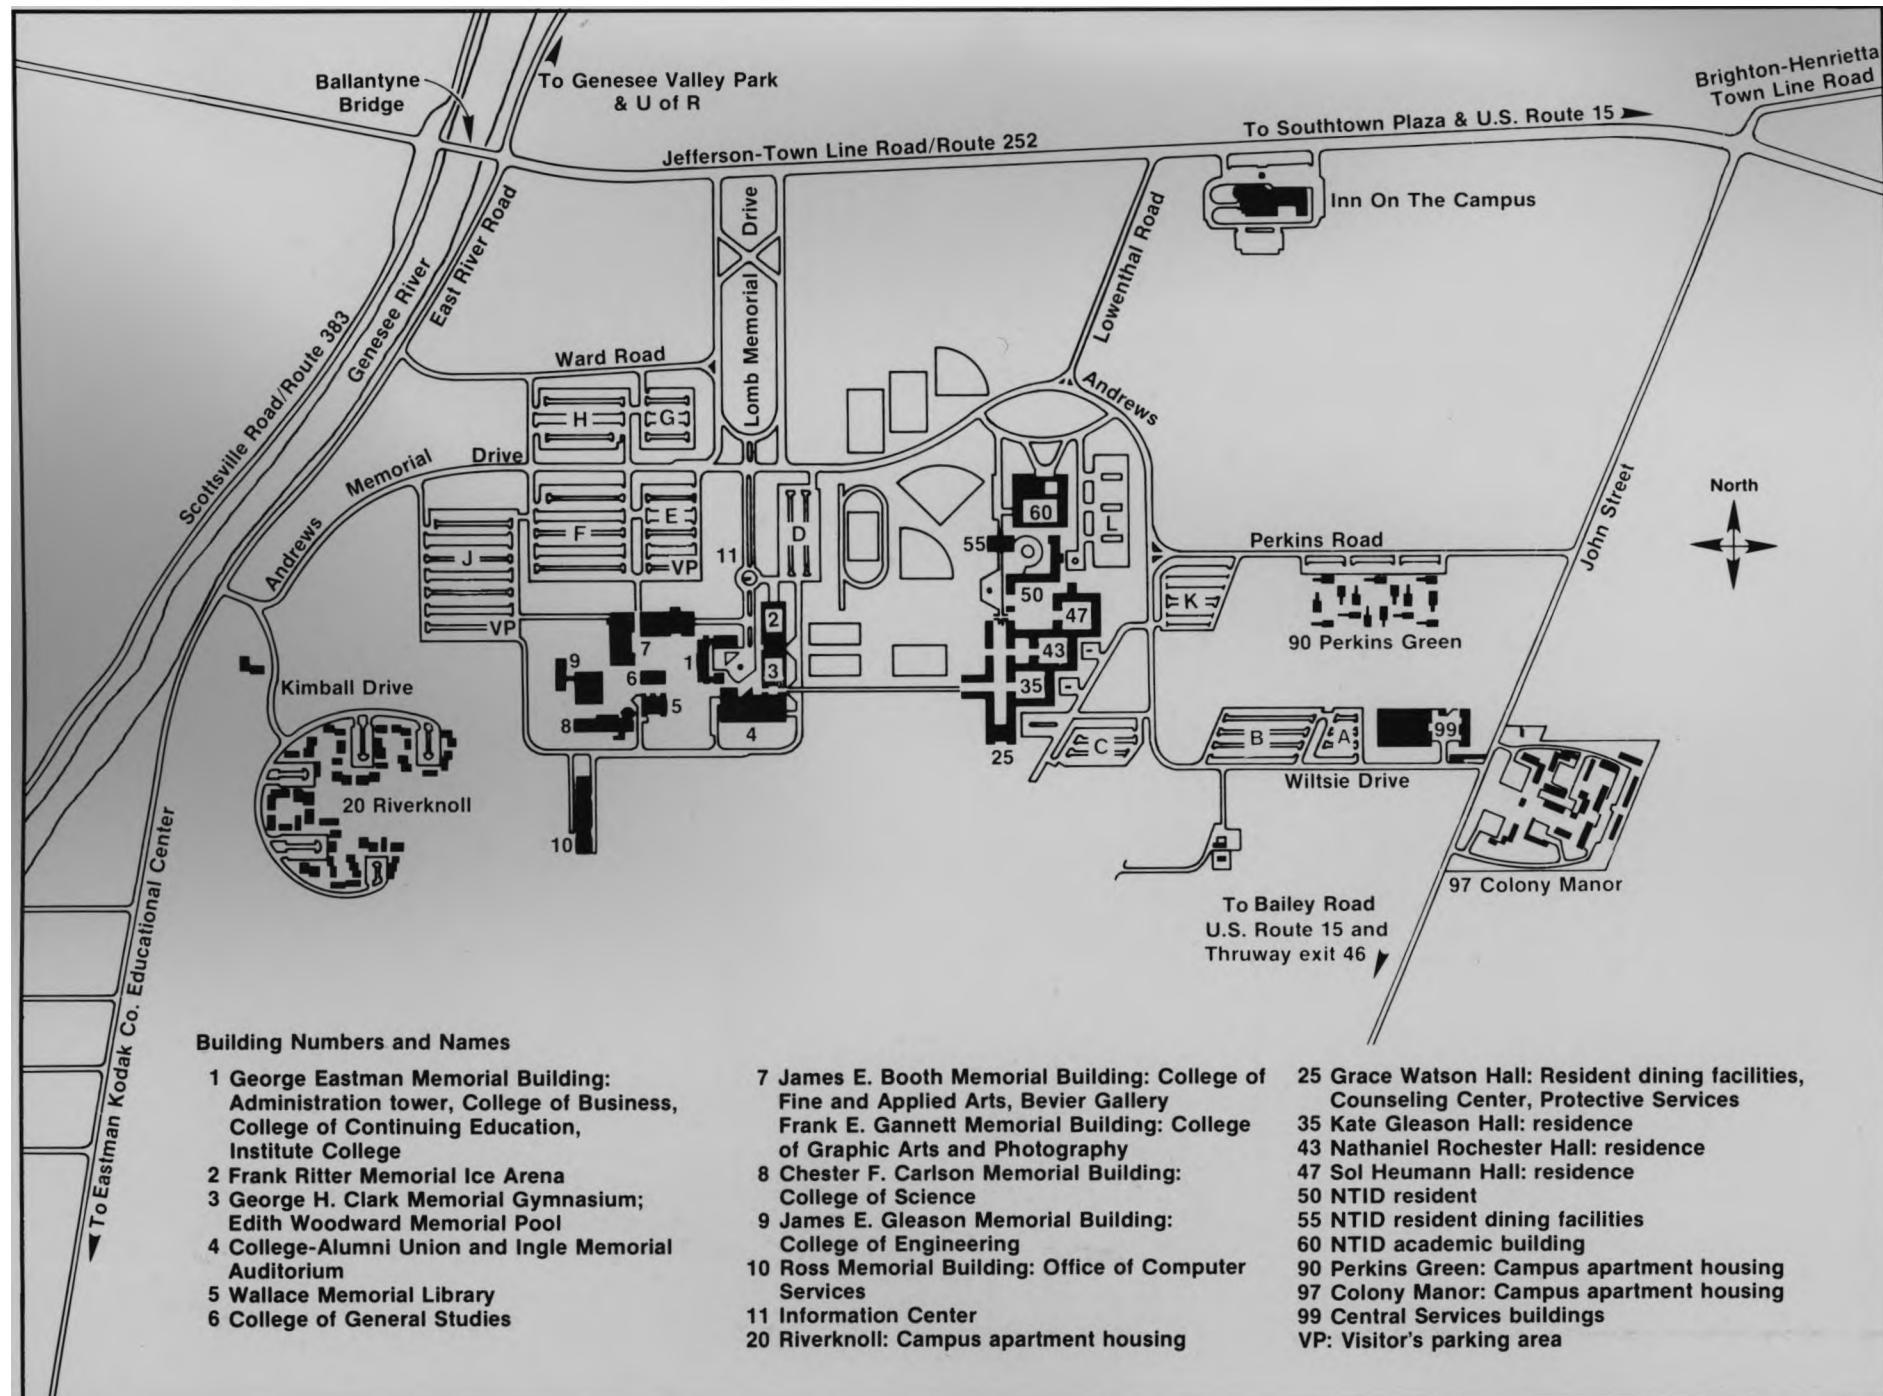 Ballantyne
Bridge
To Genesee Valley Park
& U of R
Brighton-Henrietta
Town Line Road
To Southtown Plaza & U.S. Route 15
Jefferson-Town Line Road/Route 252
Inn On The Campus
Lowenthal Road
Lomb Memorial Drive
East River Road
Genesee River
Scottsville Road/Route 383
Ward Road
H
G
Andrews
Memorial
Drive
Andrews
J
F
E
VP
VP
D
11
L
60
55
50
47
43
35
25
2
3
1
7
9
6
5
8
4
10
K
Perkins Road
John Street
North
90 Perkins Green
Kimball Drive
20 Riverknoll
C
B
A
99
Wiltsie Drive
97 Colony Manor
To Bailey Road
U.S. Route 15 and
Thruway exit 46
To Eastman Kodak Co. Educational Center
Building Numbers and Names
1 George Eastman Memorial Building:
Administration tower, College of Business,
College of Continuing Education,
Institute College
2 Frank Ritter Memorial Ice Arena
3 George H. Clark Memorial Gymnasium;
Edith Woodward Memorial Pool
4 College-Alumni Union and Ingle Memorial
Auditorium
5 Wallace Memorial Library
6 College of General Studies
7 James E. Booth Memorial Building: College of
Fine and Applied Arts, Bevier Gallery
Frank E. Gannett Memorial Building: College
of Graphic Arts and Photography
8 Chester F. Carlson Memorial Building:
College of Science
9 James E. Gleason Memorial Building:
College of Engineering
10 Ross Memorial Building: Office of Computer
Services
11 Information Center
20 Riverknoll: Campus apartment housing
25 Grace Watson Hall: Resident dining facilities,
Counseling Center, Protective Services
35 Kate Gleason Hall: residence
43 Nathaniel Rochester Hall: residence
47 Sol Heumann Hall: residence
50 NTID resident
55 NTID resident dining facilities
60 NTID academic building
90 Perkins Green: Campus apartment housing
97 Colony Manor: Campus apartment housing
99 Central Services buildings
VP: Visitor's parking area